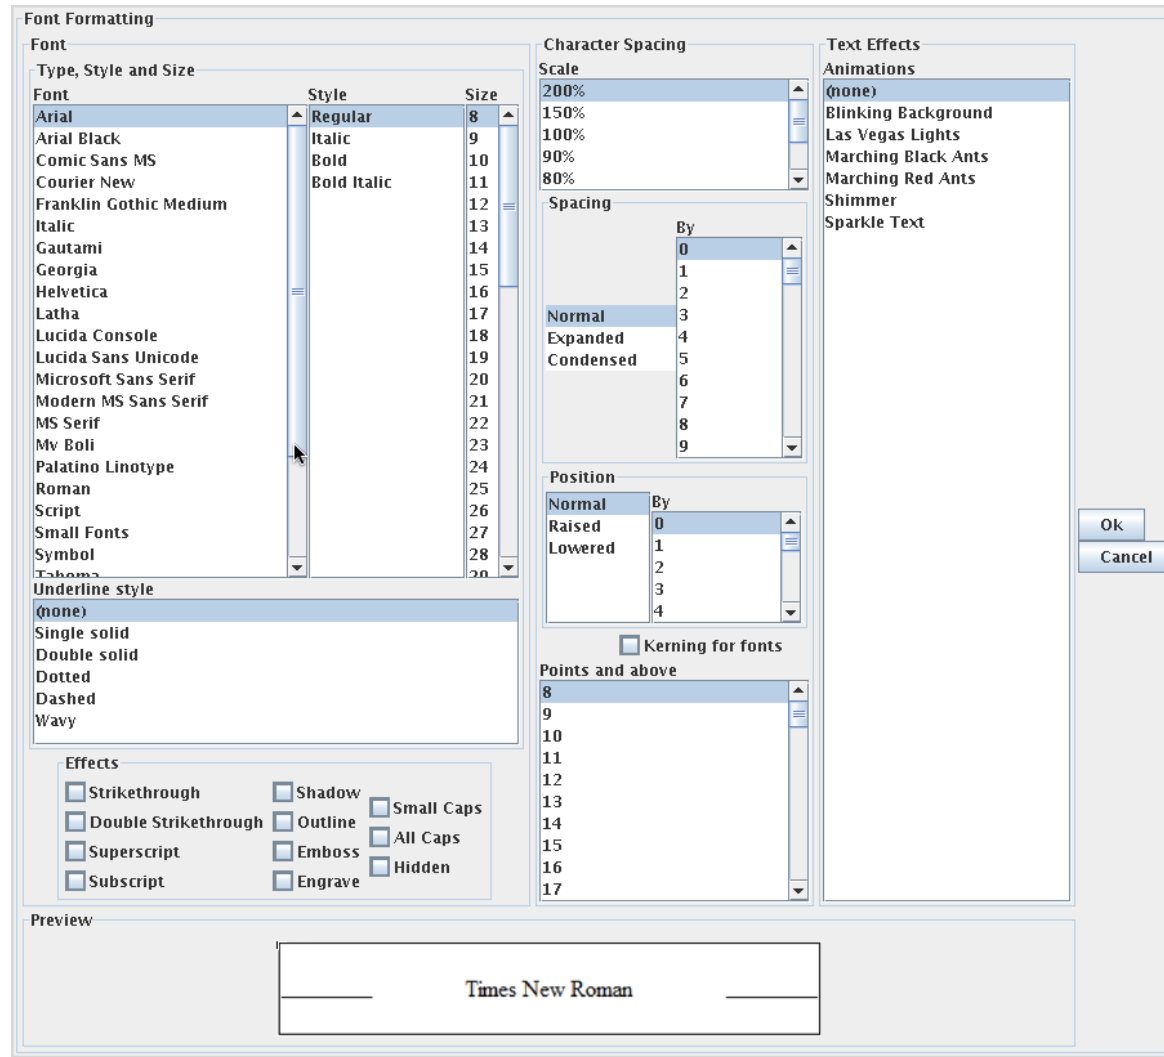 Font Formatting
Font
Type, Style and Size
Font
Arial
Arial Black
Comic Sans MS
Courier New
Franklin Gothic Medium
Italic
Gautami
Georgia
Helvetica
Latha
Lucida Console
Lucida Sans Unicode
Microsoft Sans Serif
Modern MS Sans Serif
MS Serif
Mv Boli
Palatino Linotype
Roman
Script
Small Fonts
Symbol
Tahoma
Style
Regular
Italic
Bold
Bold Italic
Size
8
9
10
11
12
13
14
15
16
17
18
19
20
21
22
23
24
25
26
27
28
29
Underline style
(none)
Single solid
Double solid
Dotted
Dashed
Wavy
Effects
Strikethrough
Double Strikethrough
Superscript
Subscript
Shadow
Outline
Emboss
Engrave
Small Caps
All Caps
Hidden
Character Spacing
Scale
200%
150%
100%
90%
80%
Spacing
Normal
Expanded
Condensed
By
0
1
2
3
4
5
6
7
8
9
Position
Normal
Raised
Lowered
By
0
1
2
3
4
Kerning for fonts
Points and above
8
9
10
11
12
13
14
15
16
17
Text Effects
Animations
(none)
Blinking Background
Las Vegas Lights
Marching Black Ants
Marching Red Ants
Shimmer
Sparkle Text
Ok
Cancel
Preview
Times New Roman